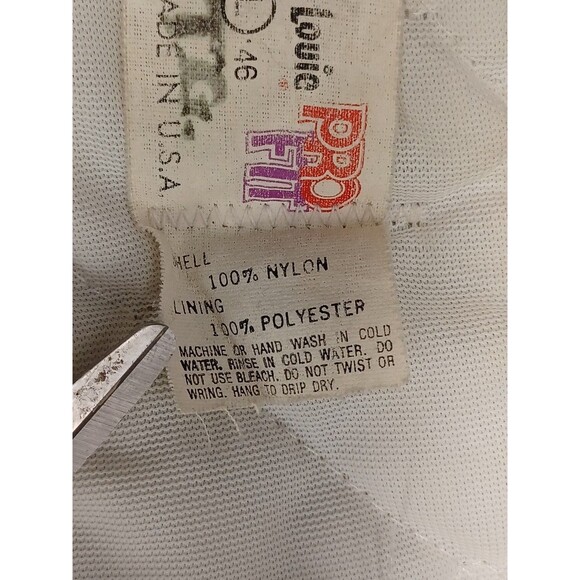 Louie
PRO
FIT
L
46
ADE IN U.S.A.
HELL
100% NYLON
LINING
100% POLYESTER
MACHINE OR HAND WASH IN COLD
WATER. RINSE IN COLD WATER. DO
NOT USE BLEACH. DO NOT TWIST OR
WRING. HANG TO DRIP DRY.